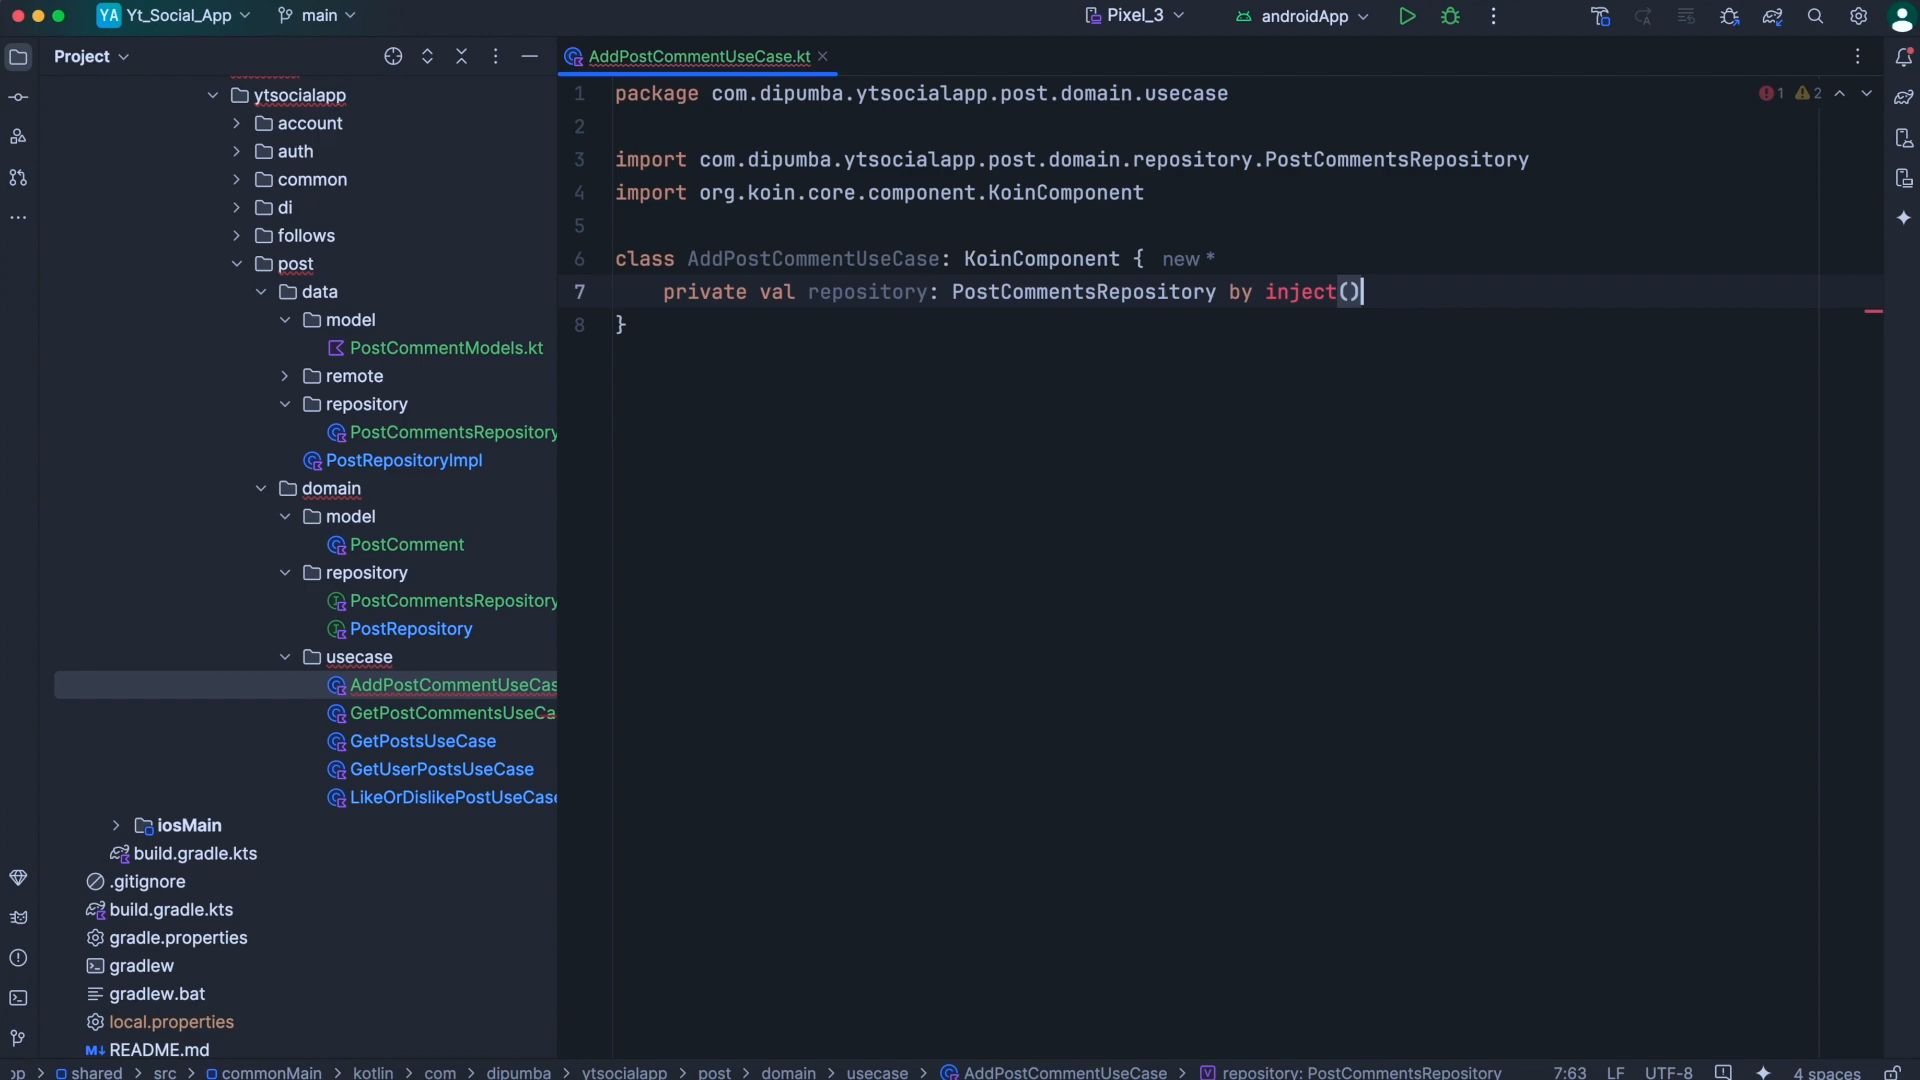 YA Yt_Social_App main Pixel_3 androidApp
Project
AddPostCommentUseCase.kt
ytsocialapp
account
auth
common
di
follows
post
data
model
PostCommentModels.kt
remote
repository
PostCommentsRepository
PostRepositoryImpl
domain
model
PostComment
repository
PostCommentsRepository
PostRepository
usecase
AddPostCommentUseCas
GetPostCommentsUseCa
GetPostsUseCase
GetUserPostsUseCase
LikeOrDislikePostUseCase
iosMain
build.gradle.kts
.gitignore
build.gradle.kts
gradle.properties
gradlew
gradlew.bat
local.properties
M↓ README.md
1 package com.dipumba.ytsocialapp.post.domain.usecase
1 2
2
3 import com.dipumba.ytsocialapp.post.domain.repository.PostCommentsRepository
4 import org.koin.core.component.KoinComponent
5
6 class AddPostCommentUseCase: KoinComponent { new *
7 private val repository: PostCommentsRepository by inject()
8 }
pp > shared > src > commonMain > kotlin > com > dipumba > ytsocialapp > post > domain > usecase > AddPostCommentUseCase > repository: PostCommentsRepository 7:63 LF UTF-8 4 spaces